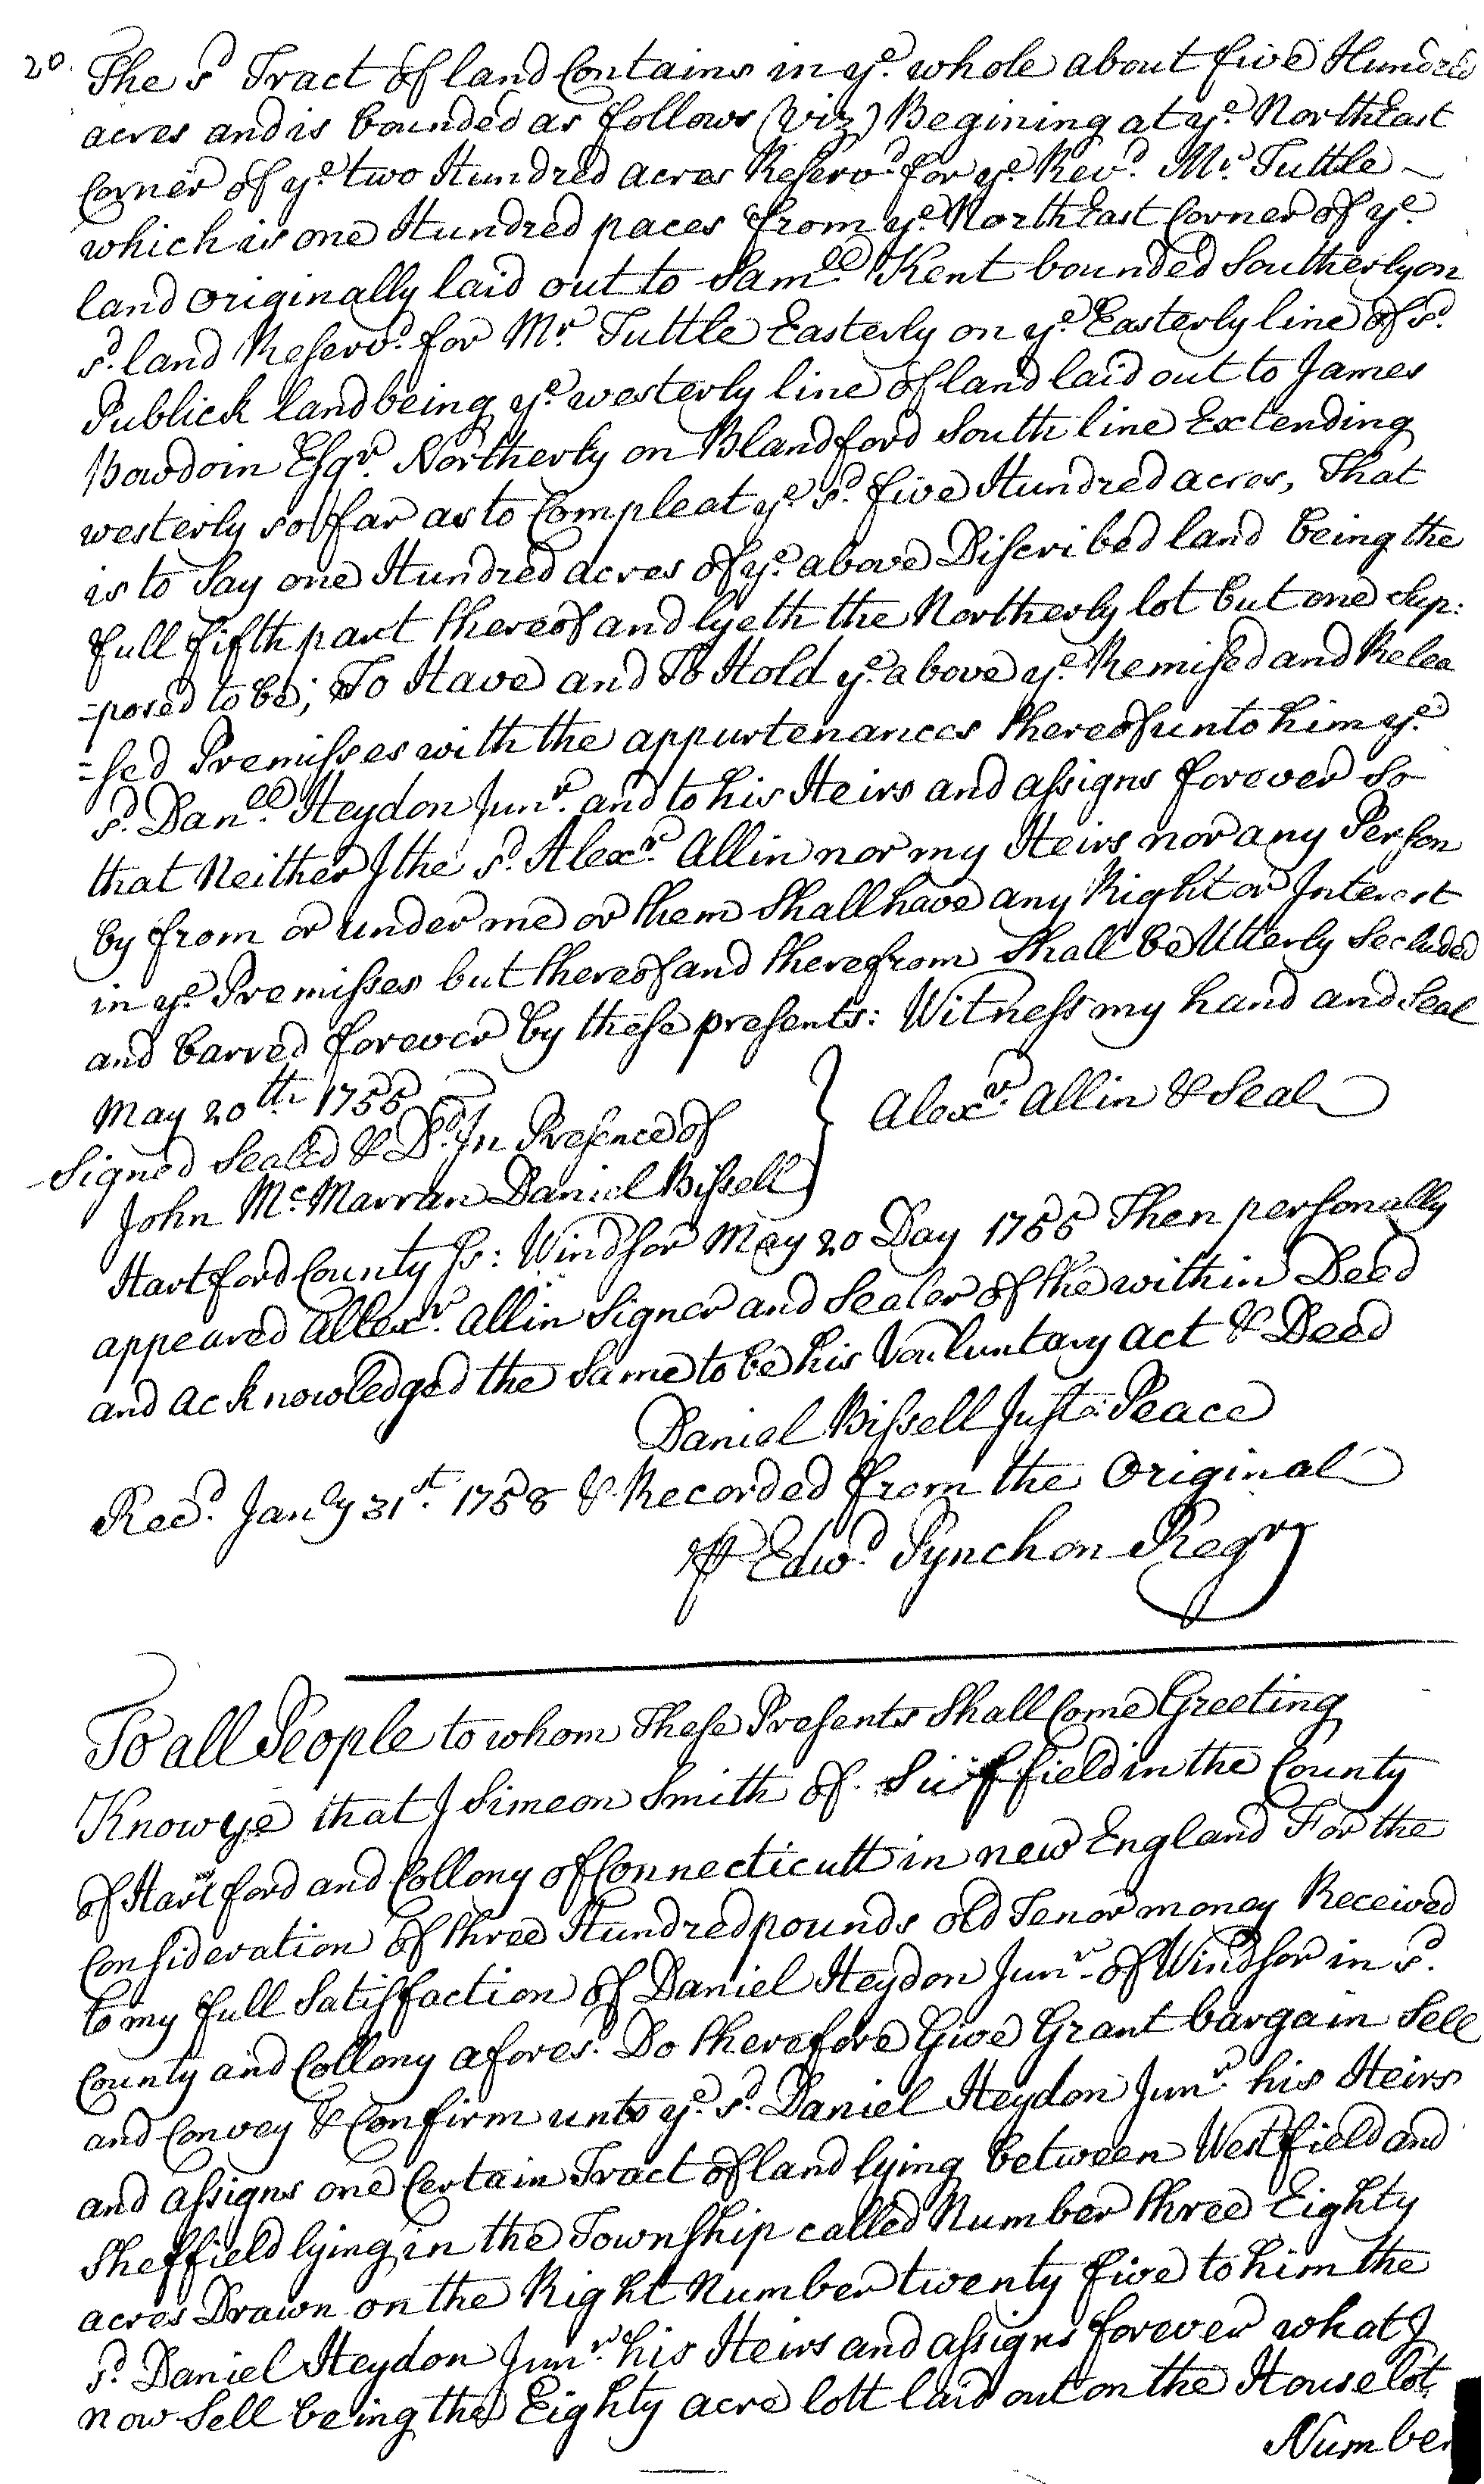 20. The sd Tract of land Contains in ye. whole about five Hundred
acres and is bounded as follows (viz) Begining at ye. NorthEast
Corner of ye. two Hundred acres Reserv'd. for ye. Revd. Mr. Tuttle ~
which is one Hundred paces from ye. NorthEast Corner of ye.
land originally laid out to Samll. Kent bounded Southerly on
sd. land Reserv'd. for Mr. Tuttle Easterly on ye. Easterly line of sd.
Publick land being ye. westerly line of land laid out to James
Bowdoin Esqr. Northerly on Blandford South line Extending
westerly so far as to Compleat ye. sd. five Hundred acres, That
is to Say one Hundred acres of ye. above Discribed land being the
full fifth part thereof and lyeth the Northerly lot but one Sup:
=posed to be; To Have and To Hold ye. above ye. Remised and Relea
=sed Premisses with the appurtenances thereof unto him ye.
sd. Danll. Heydon Junr. and to his Heirs and assigns forever So
that Neither I the sd. Alexr. Allin nor my Heirs nor any Person
by from or under me or them Shall have any Right or Interest
in ye. Premisses but thereof and therefrom Shall be Utterly Secluded
and barred forever by these presents: Witness my hand and Seal
May 20th. 1755
Signed Sealed & Dd. In Presence of } Alexr. Allin & Seal
John McMarran Daniel Bissell
Hartford County Ss: Windsor May 20 Day 1755 Then personally
appeared Allexr. Allin Signer and Sealer of the within Deed
and acknowledged the Same to be his Vouluntary act & Deed
Daniel Bissell Just: Peace
Recd. Janly 31st. 1758 & Recorded from the Original
⅌ Edwd. Pynchon Regr
To all People to whom These Presents Shall Come Greeting
Know ye that I Simeon Smith of Suffield in the County
of Hartford and Collony of Connecticutt in new England For the
Consideration of three Hundred pounds old Tenor money Received
to my full Satisfaction of Daniel Heydon Junr. of Windsor in sd.
County and Collony aforesd. Do therefore Give Grant bargain Sell
and Convey & Confirm unto ye. sd. Daniel Heydon Junr. his Heirs
and assigns one Certain Tract of land lying between Westfield and
Sheffield lying in the Township called Number three Eighty
acres Drawn on the Right Number twenty five to him the
sd. Daniel Heydon Junr. his Heirs and assigns forever what I
now Sell being the Eighty acre lott laid out on the House lot
Number